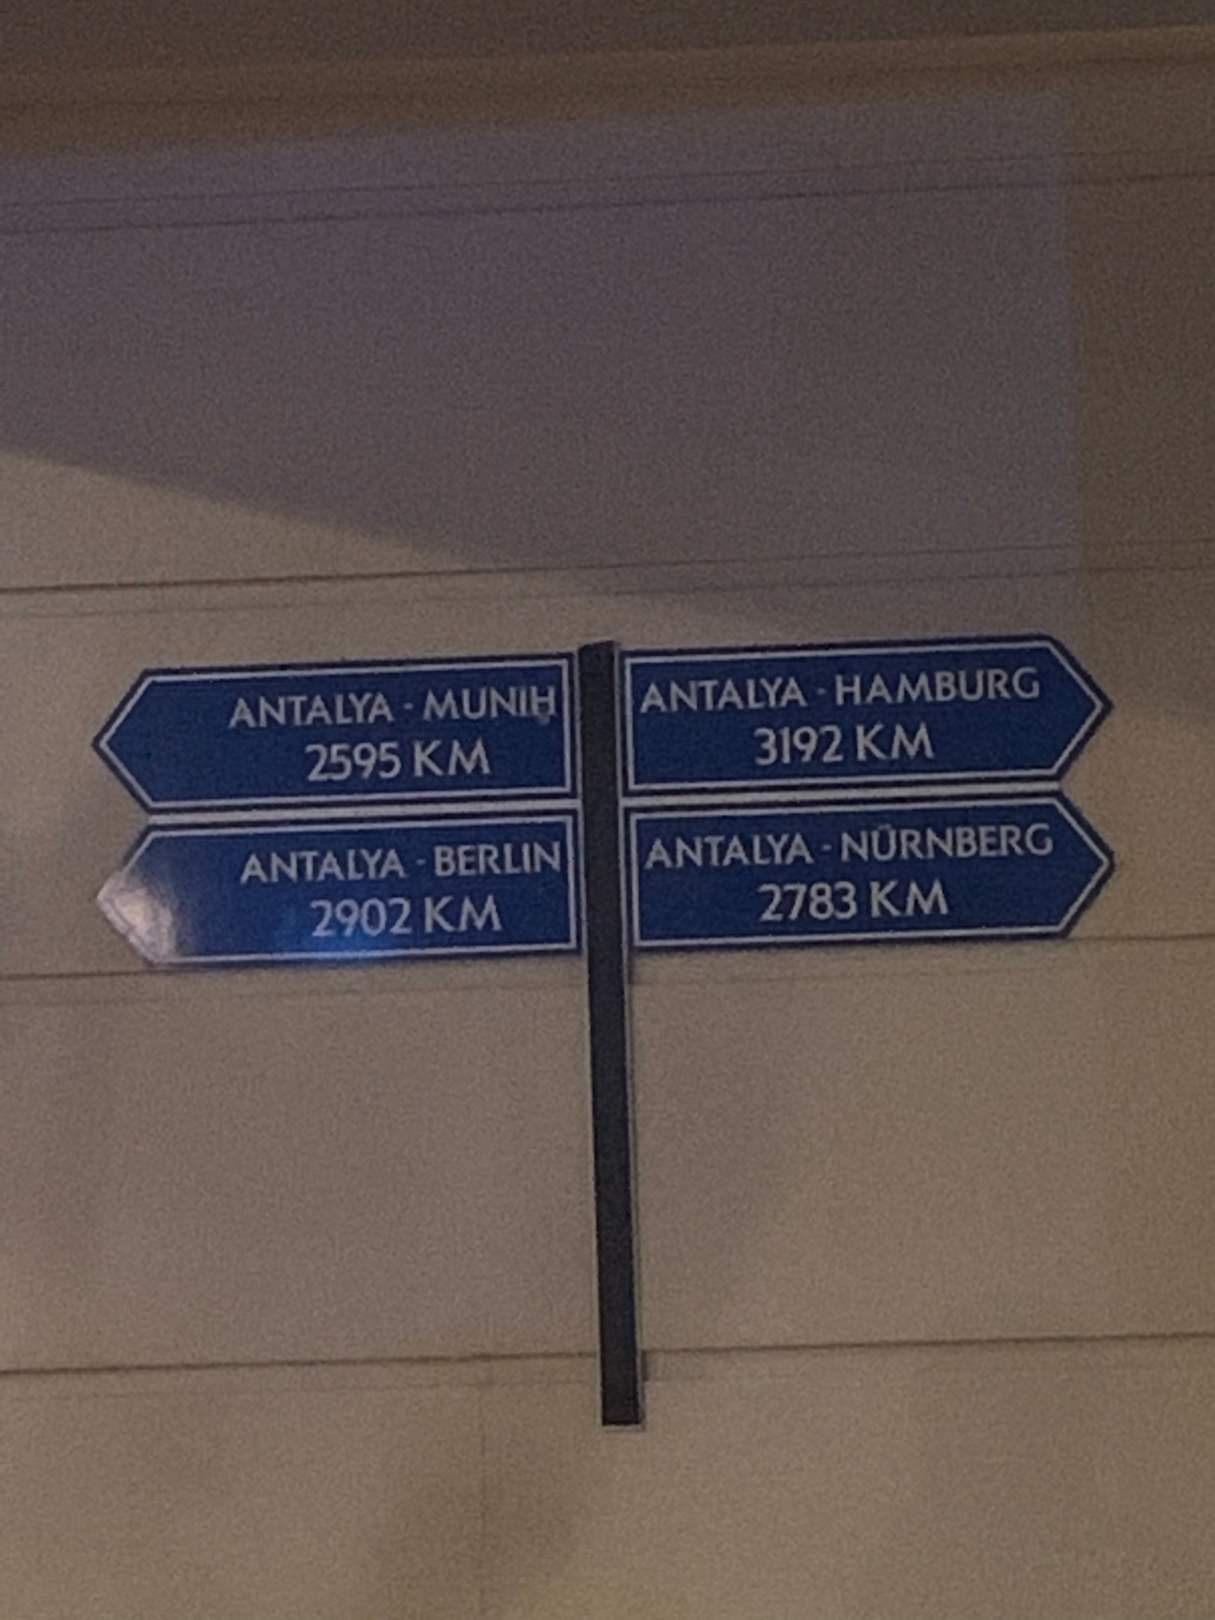 ANTALYA - MUNIH
2595 KM
ANTALYA - HAMBURG
3192 KM
ANTALYA - BERLIN
2902 KM
ANTALYA - NÜRNBERG
2783 KM